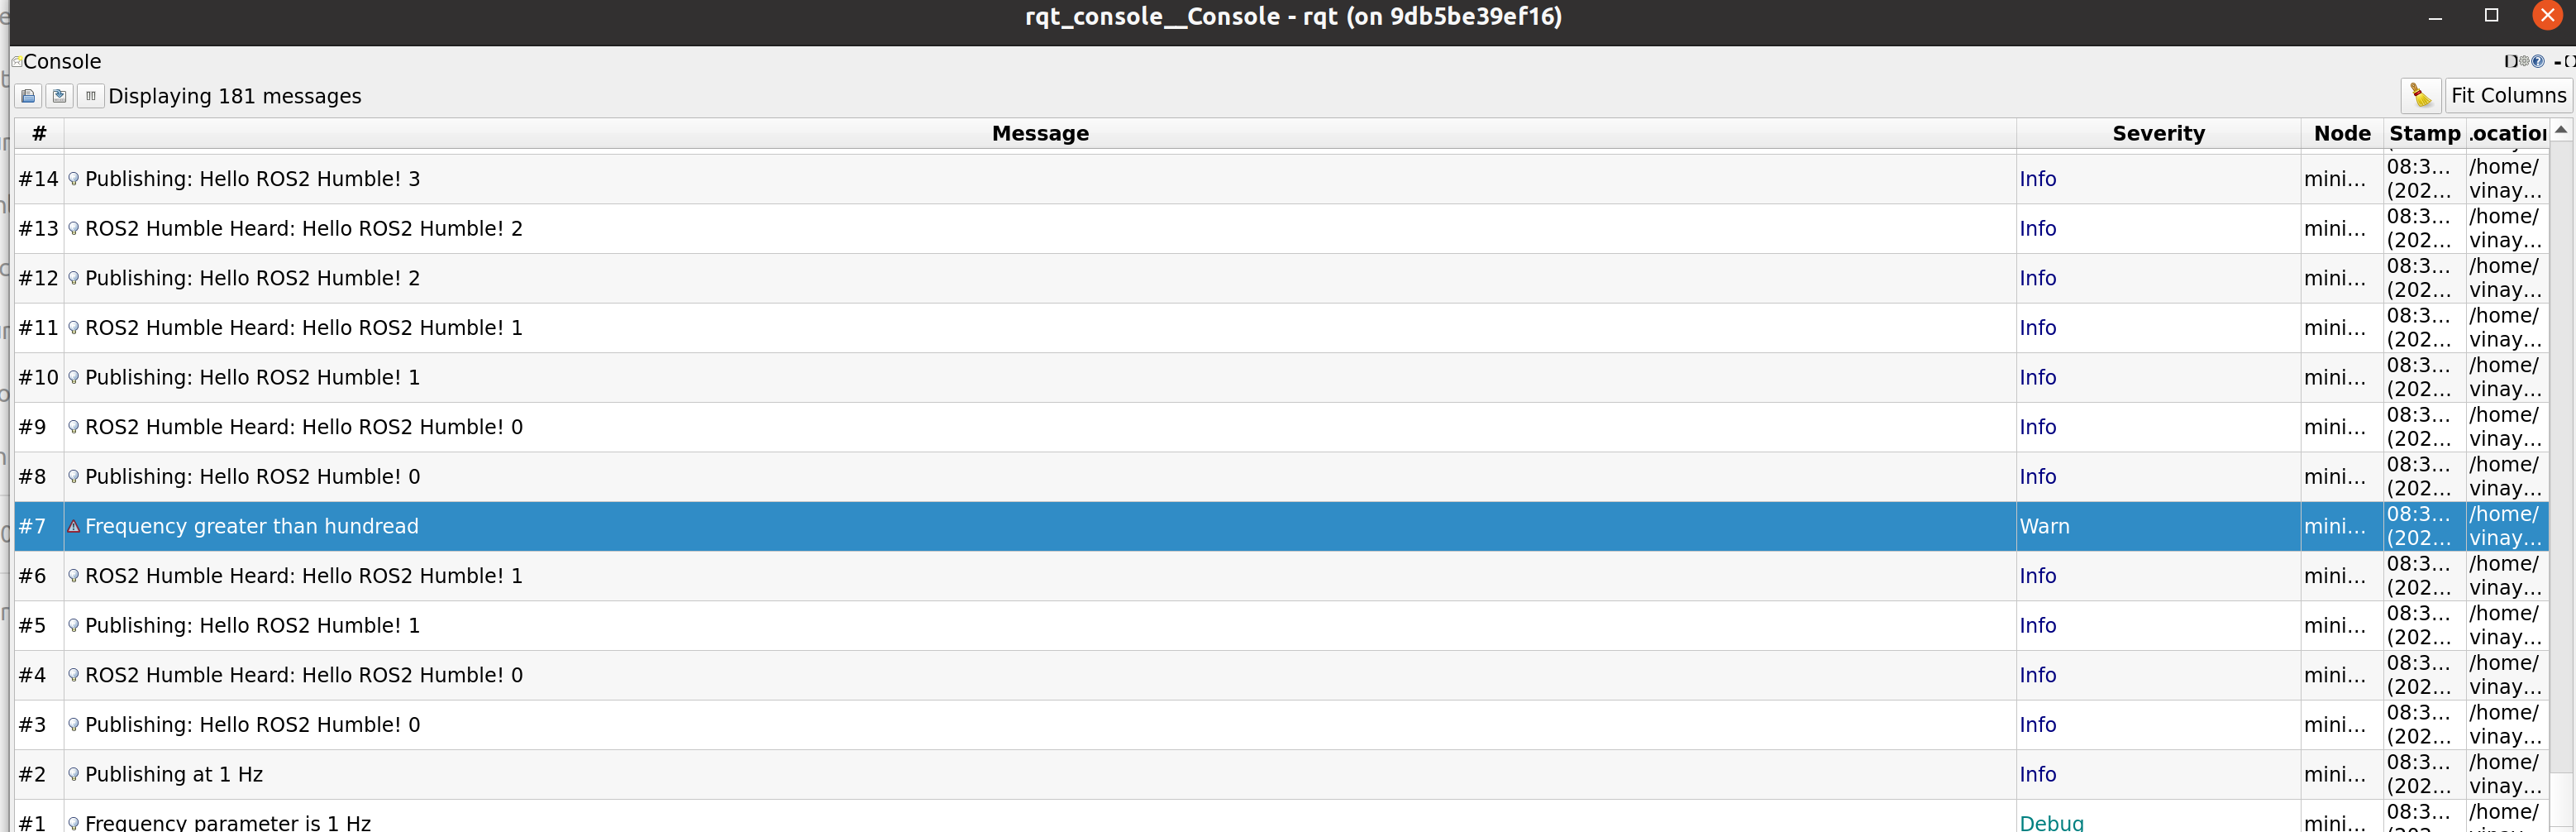 rqt_console__Console - rqt (on 9db5be39ef16)
Console
Displaying 181 messages
Fit Columns
# Message Severity Node Stamp .ocation
#14 Publishing: Hello ROS2 Humble! 3 Info mini... 08:3... (202... /home/ vinay...
#13 ROS2 Humble Heard: Hello ROS2 Humble! 2 Info mini... 08:3... (202... /home/ vinay...
#12 Publishing: Hello ROS2 Humble! 2 Info mini... 08:3... (202... /home/ vinay...
#11 ROS2 Humble Heard: Hello ROS2 Humble! 1 Info mini... 08:3... (202... /home/ vinay...
#10 Publishing: Hello ROS2 Humble! 1 Info mini... 08:3... (202... /home/ vinay...
#9 ROS2 Humble Heard: Hello ROS2 Humble! 0 Info mini... 08:3... (202... /home/ vinay...
#8 Publishing: Hello ROS2 Humble! 0 Info mini... 08:3... (202... /home/ vinay...
#7 Frequency greater than hundread Warn mini... 08:3... (202... /home/ vinay...
#6 ROS2 Humble Heard: Hello ROS2 Humble! 1 Info mini... 08:3... (202... /home/ vinay...
#5 Publishing: Hello ROS2 Humble! 1 Info mini... 08:3... (202... /home/ vinay...
#4 ROS2 Humble Heard: Hello ROS2 Humble! 0 Info mini... 08:3... (202... /home/ vinay...
#3 Publishing: Hello ROS2 Humble! 0 Info mini... 08:3... (202... /home/ vinay...
#2 Publishing at 1 Hz Info mini... 08:3... (202... /home/ vinay...
#1 Frequency parameter is 1 Hz Debug mini... 08:3... /home/